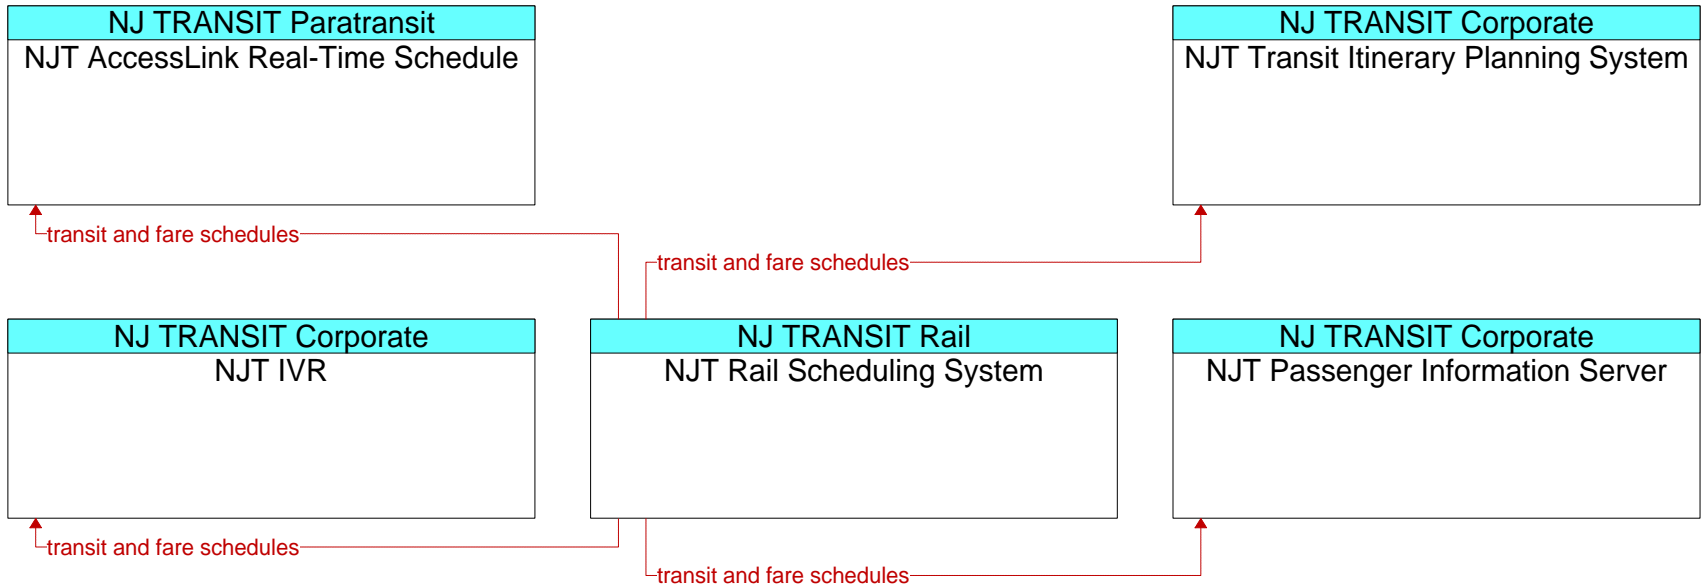 NJ TRANSIT Paratransit
NJT AccessLink Real-Time Schedule
NJ TRANSIT Corporate
NJT Transit Itinerary Planning System
transit and fare schedules
transit and fare schedules
NJ TRANSIT Corporate
NJT IVR
NJ TRANSIT Rail
NJT Rail Scheduling System
NJ TRANSIT Corporate
NJT Passenger Information Server
transit and fare schedules
transit and fare schedules